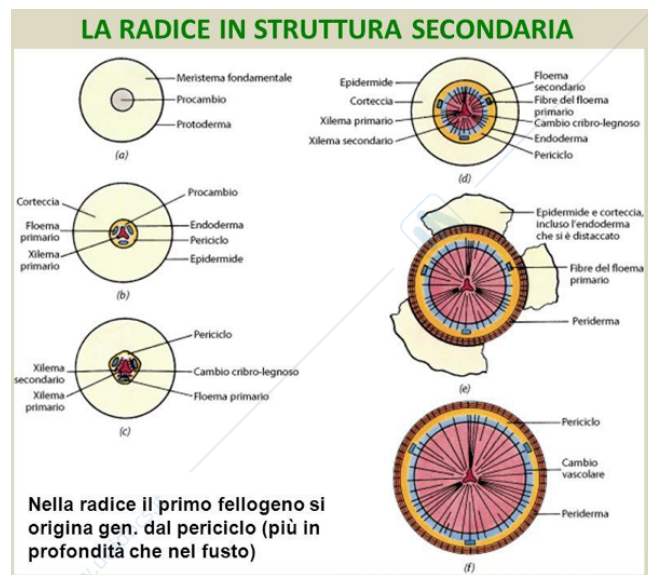 LA RADICE IN STRUTTURA SECONDARIA
Meristema fondamentale
Procambio
Protoderma
(a)
Procambio
Corteccia
Floema
primario
Endoderma
Periciclo
Xilema
primario
Epidermide
(b)
Periciclo
Xilema
secondario
Cambio cribro-legnoso
Xilema
primario
Floema primario
(c)
Epidermide
Floema
secondario
Corteccia
Fibre del floema
primario
Xilema primario
Cambio cribro-legnoso
Xilema secondario
Endoderma
Periciclo
(d)
Epidermide e corteccia,
incluso l'endoderma
che si è distaccato
Fibre del floema
primario
Periderma
(e)
Periciclo
Cambio
vascolare
Periderma
(f)
Nella radice il primo fellogeno si
origina gen. dal periciclo (più in
profondità che nel fusto)